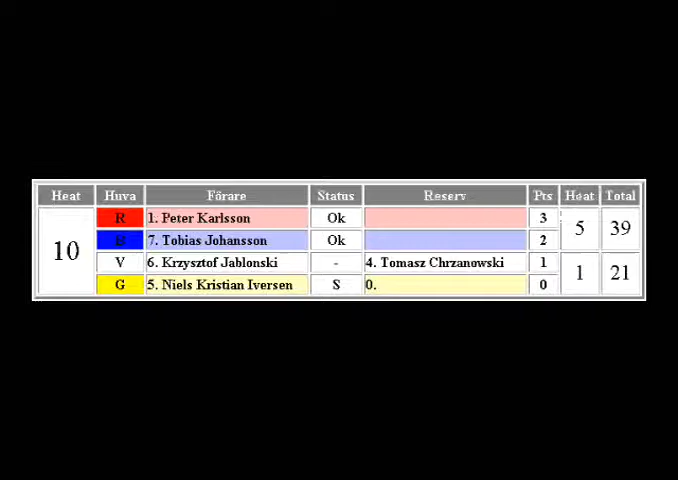 Heat Huva Förare Status Reserv Pts Heat Total
10 R 1. Peter Karlsson Ok 3 5 39
B 7. Tobias Johansson Ok 2
V 6. Krzysztof Jablonski - 4. Tomasz Chrzanowski 1 1 21
G 5. Niels Kristian Iversen S 0. 0